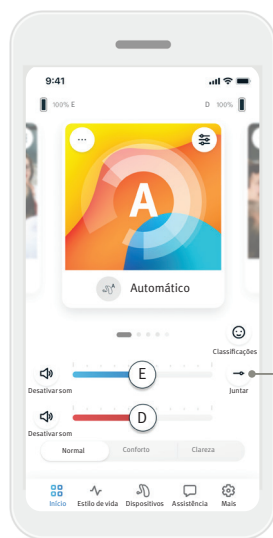 9:41
100% E
D 100%
A
A
Automático
Classificações
E
Desativar som
Juntar
D
Desativar som
Normal Conforto Clareza
Início Estilo de vida Dispositivos Assistência Mais